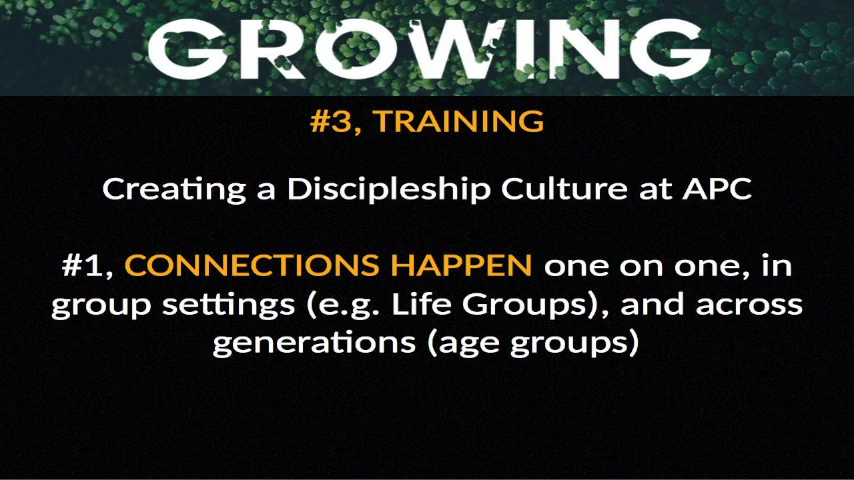 GROWING
#3, TRAINING
Creating a Discipleship Culture at APC
#1, CONNECTIONS HAPPEN one on one, in
group settings (e.g. Life Groups), and across
generations (age groups)